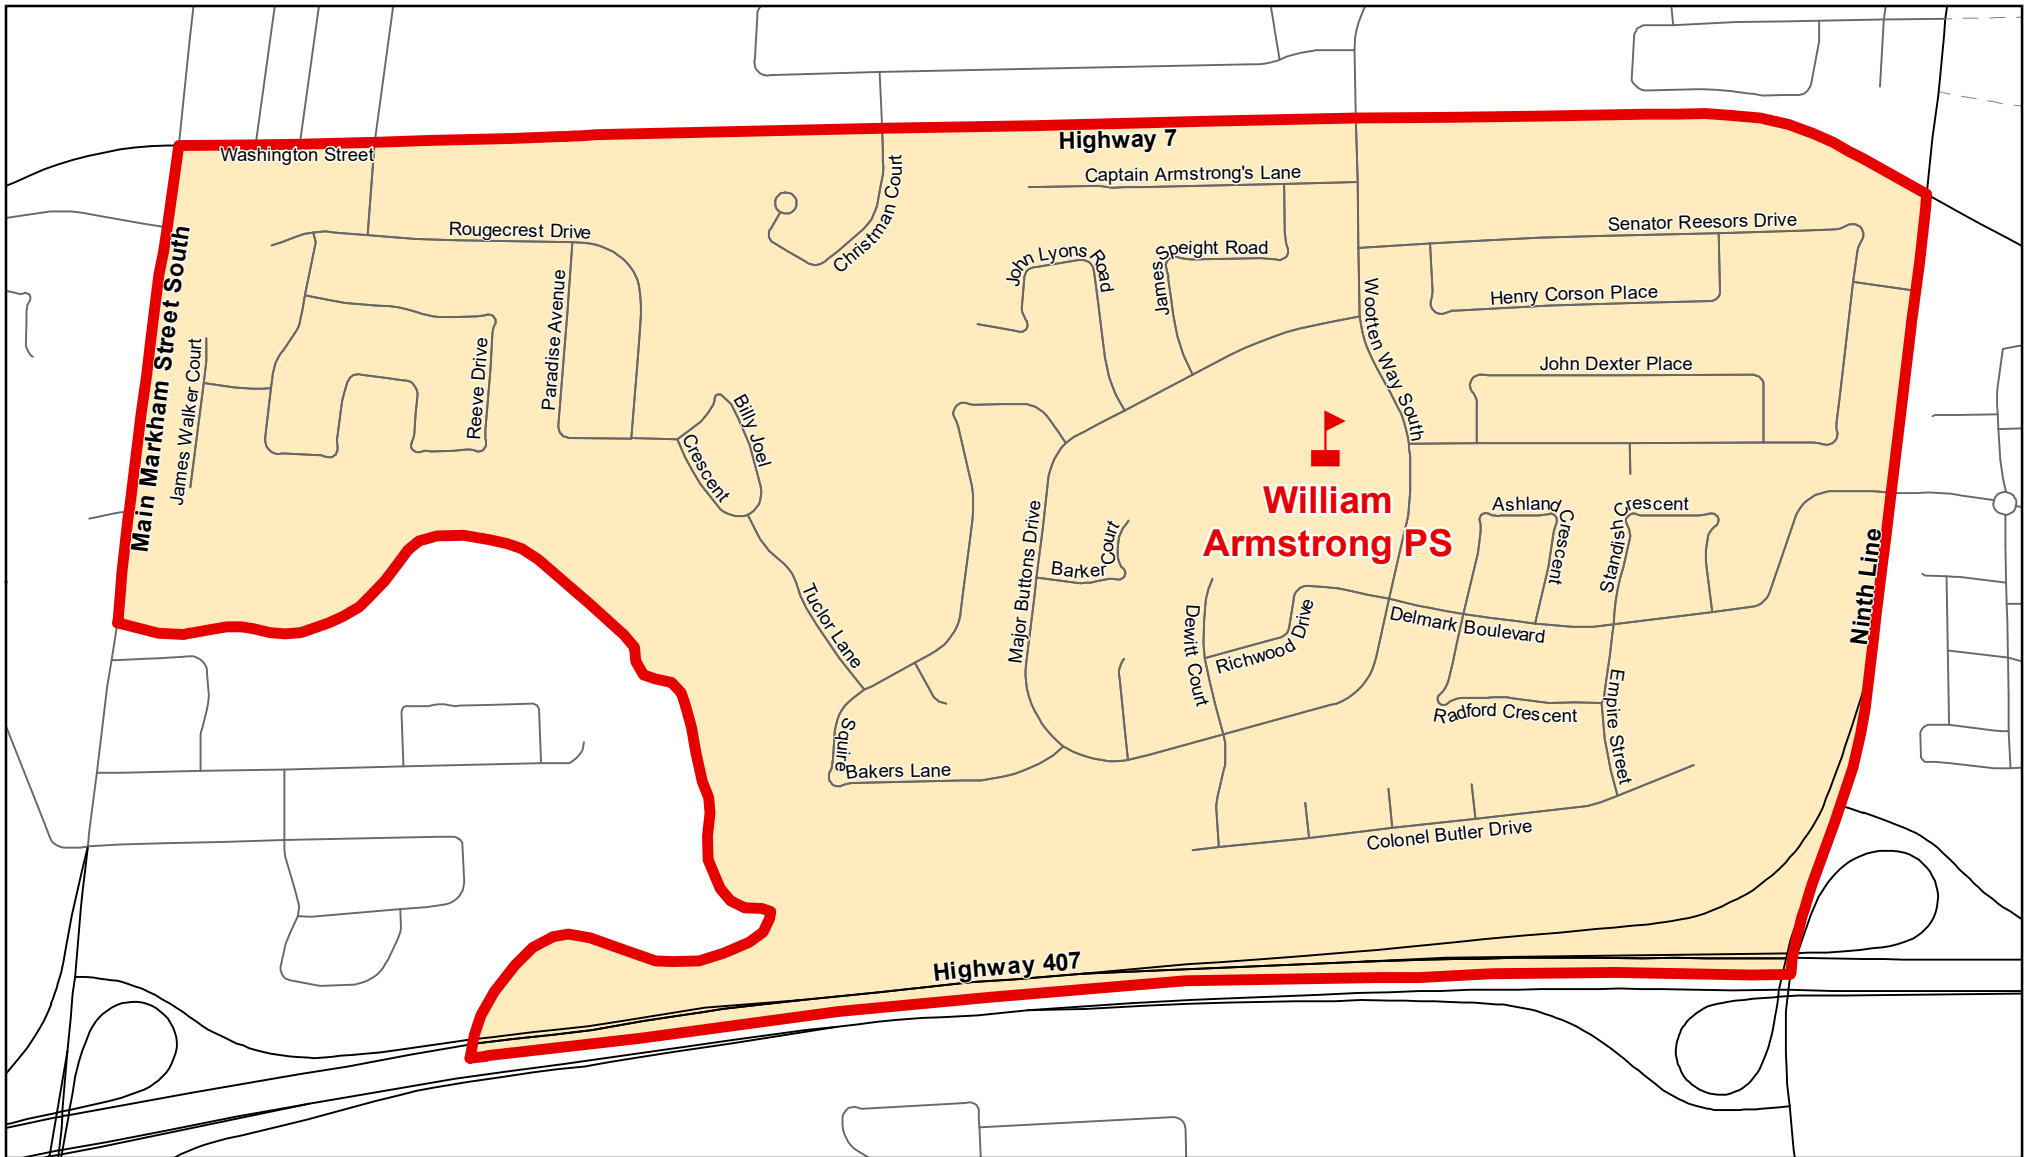 Highway 7
Washington Street
Captain Armstrong's Lane
Christman Court
Rougecrest Drive
Senator Reesors Drive
John Lyons Road
James Speight Road
Henry Corson Place
Main Markham Street South
James Walker Court
Reeve Drive
Paradise Avenue
Wootten Way South
John Dexter Place
Billy Joel
Crescent
William
Armstrong PS
Ashland Crescent
Standish Crescent
Major Buttons Drive
Barker Court
Ninth Line
Tuclor Lane
Dewitt Court
Richwood Drive
Delmark Boulevard
Radford Crescent
Empire Street
Squire
Bakers Lane
Colonel Butler Drive
Highway 407